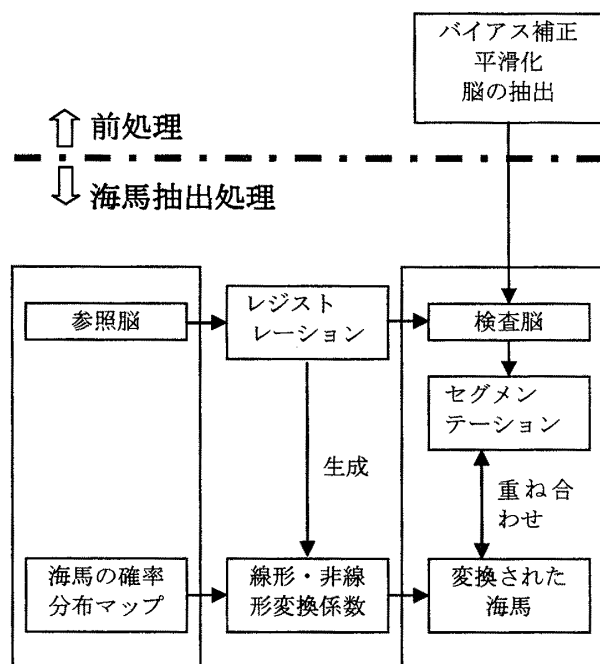 バイアス補正
平滑化
脳の抽出
前処理
海馬抽出処理
参照脳
レジスト
レーション
検査脳
セグメン
テーション
生成
重ね合
わせ
海馬の確率
分布マップ
線形・非線
形変換係数
変換された
海馬